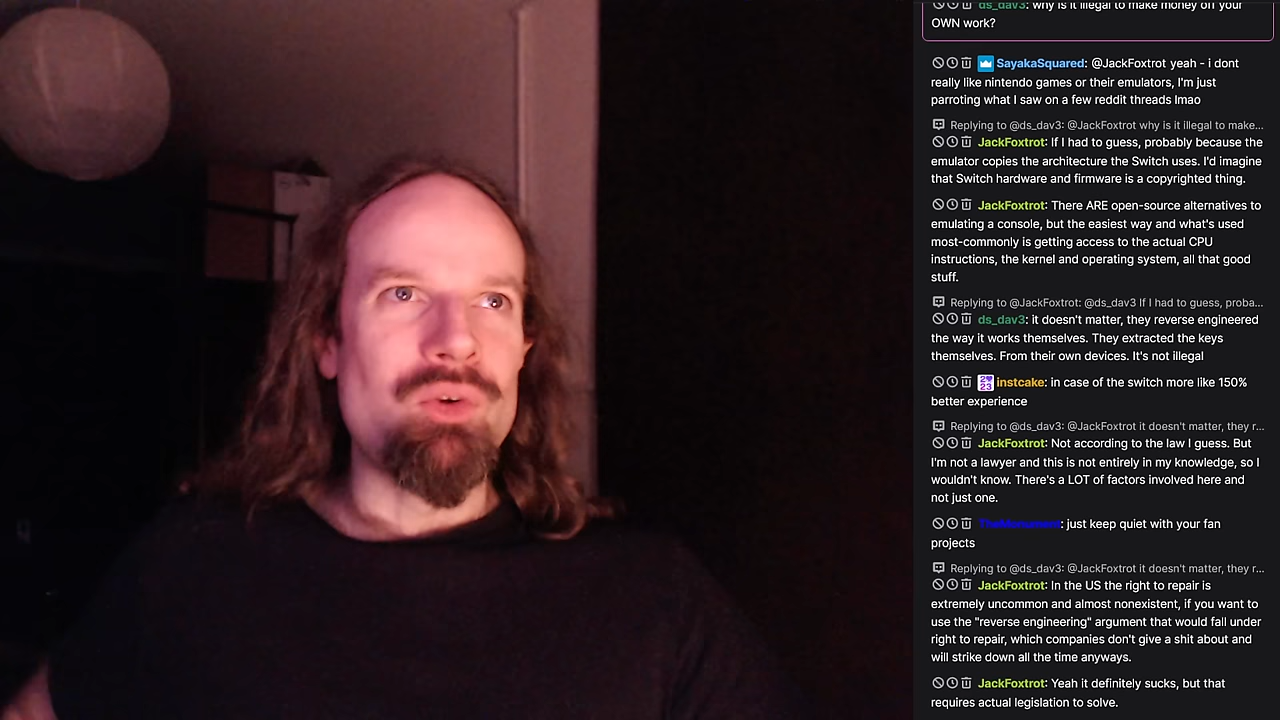 ds_dav3: why is it illegal to make money off your
OWN work?
SayakaSquared: @JackFoxtrot yeah - i dont
really like nintendo games or their emulators, I'm just
parroting what I saw on a few reddit threads lmao
Replying to @ds_dav3: @JackFoxtrot why is it illegal to make...
JackFoxtrot: If I had to guess, probably because the
emulator copies the architecture the Switch uses. I'd imagine
that Switch hardware and firmware is a copyrighted thing.
JackFoxtrot: There ARE open-source alternatives to
emulating a console, but the easiest way and what's used
most-commonly is getting access to the actual CPU
instructions, the kernel and operating system, all that good
stuff.
Replying to @JackFoxtrot: @ds_dav3 If I had to guess, proba...
ds_dav3: it doesn't matter, they reverse engineered
the way it works themselves. They extracted the keys
themselves. From their own devices. It's not illegal
instcake: in case of the switch more like 150%
better experience
Replying to @ds_dav3: @JackFoxtrot it doesn't matter, they r...
JackFoxtrot: Not according to the law I guess. But
I'm not a lawyer and this is not entirely in my knowledge, so I
wouldn't know. There's a LOT of factors involved here and
not just one.
TheMonument: just keep quiet with your fan
projects
Replying to @ds_dav3: @JackFoxtrot it doesn't matter, they r...
JackFoxtrot: In the US the right to repair is
extremely uncommon and almost nonexistent, if you want to
use the "reverse engineering" argument that would fall under
right to repair, which companies don't give a shit about and
will strike down all the time anyways.
JackFoxtrot: Yeah it definitely sucks, but that
requires actual legislation to solve.